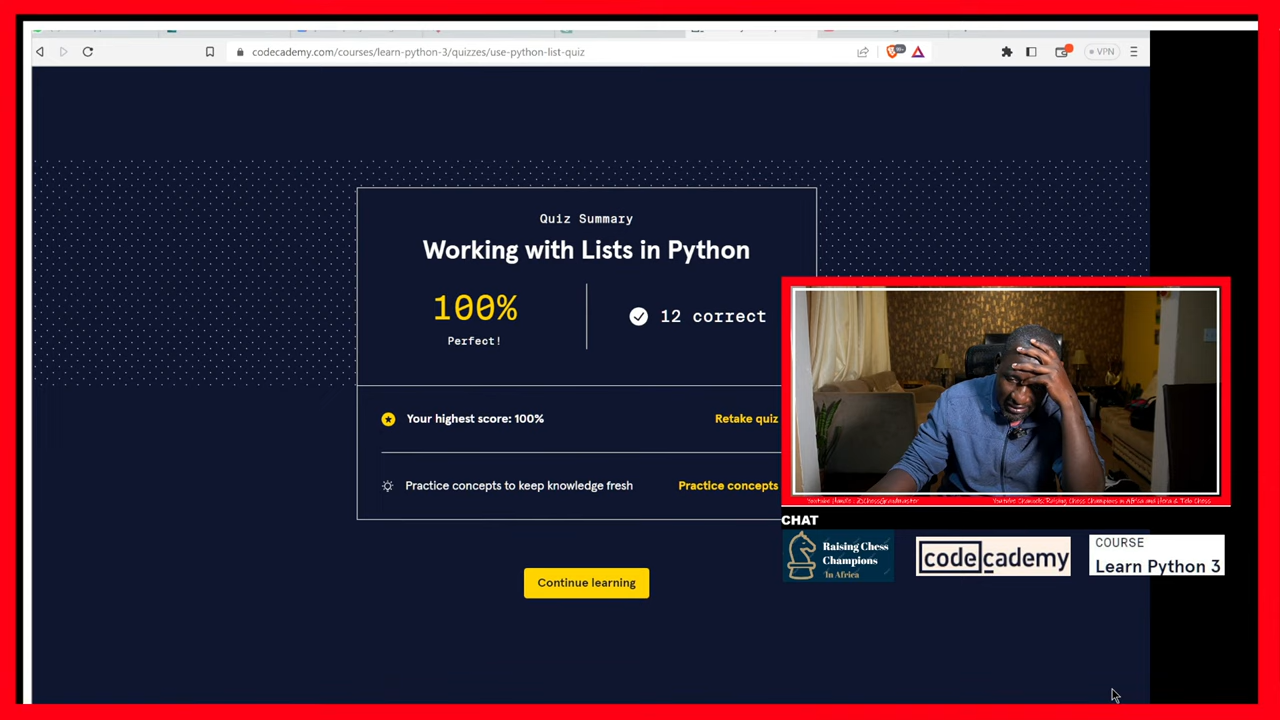 codecademy.com/courses/learn-python-3/quizzes/use-python-list-quiz
VPN
Quiz Summary
Working with Lists in Python
100%
Perfect!
12 correct
Your highest score: 100%
Retake quiz
Practice concepts to keep knowledge fresh
Practice concepts
Continue learning
CHAT
Raising Chess
Champions
In Africa
codecademy
COURSE
Learn Python 3